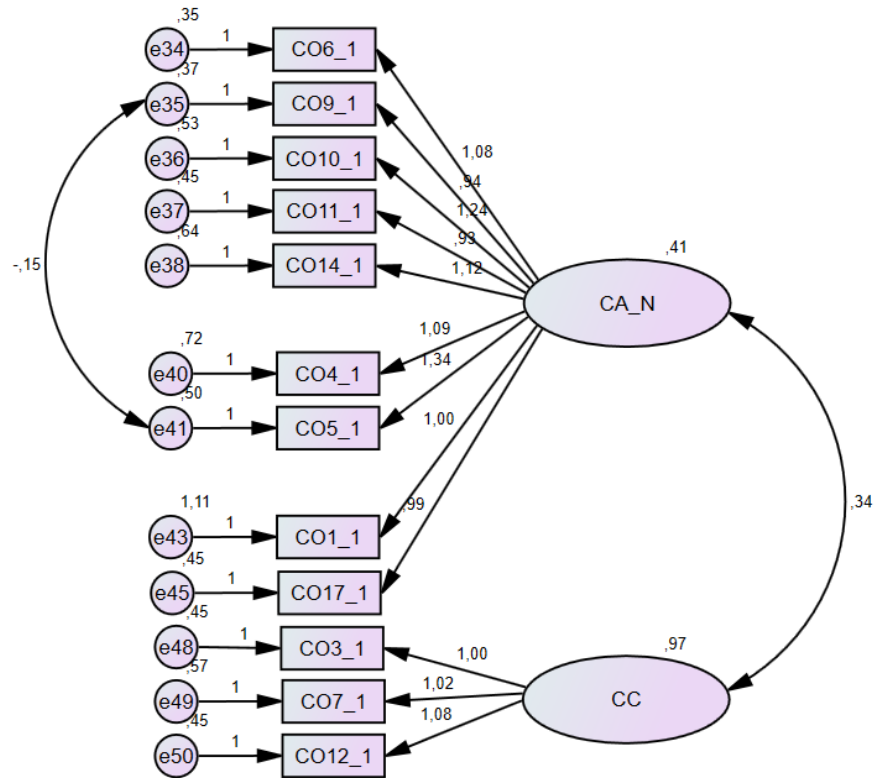 ,35
e34 1 CO6_1
,37
e35 1 CO9_1
,53
e36 1 CO10_1
,45
e37 1 CO11_1
,64
e38 1 CO14_1
-,15
1,08
,94
1,24
,93
1,12
,41
CA_N
,72
e40 1 CO4_1
1,09
,50
e41 1 CO5_1
1,34
1,00
,99
,34
1,11
e43 1 CO1_1
,45
e45 1 CO17_1
,45
e48 1 CO3_1
1,00
,57
e49 1 CO7_1
1,02
,45
e50 1 CO12_1
1,08
,97
CC